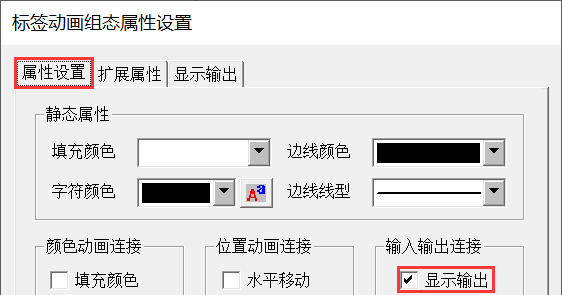 标签动画组态属性设置
属性设置 扩展属性 显示输出
静态属性
填充颜色 边线颜色
字符颜色 Aa 边线线型
颜色动画连接 位置动画连接 输入输出连接
填充颜色 水平移动 显示输出